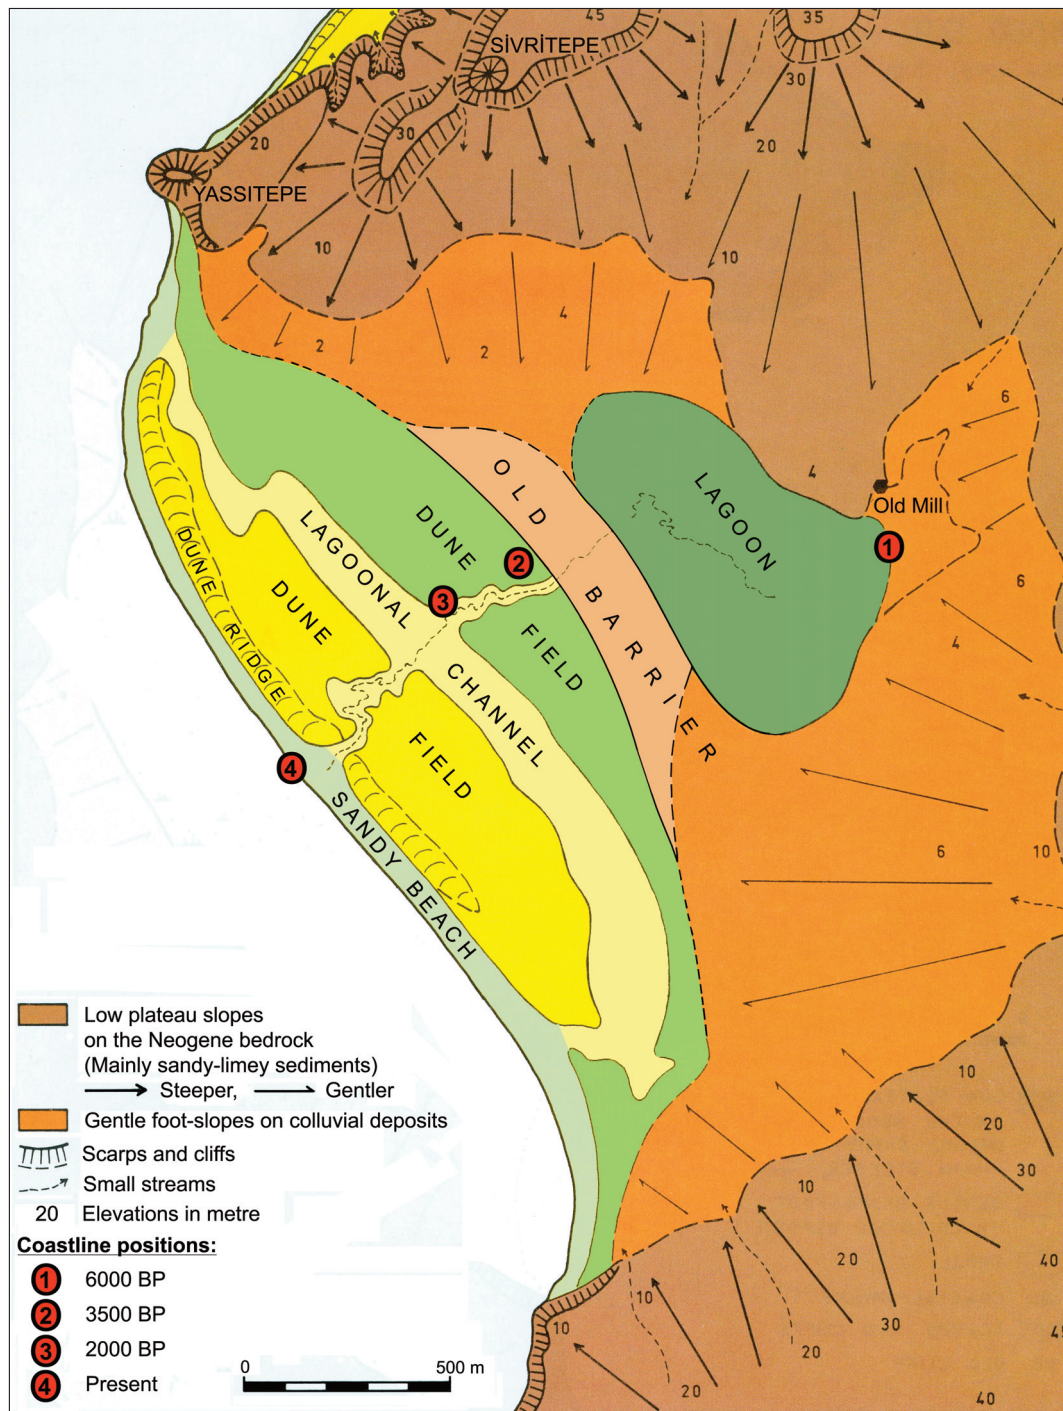 45
35
SİVRİTEPE
30
20
30
20
YASSITEPE
10
10
2
4
2
6
4
Old Mill
OLD BARRIER
LAGOON
1
DUNE FIELD
2
3
LAGOONAL CHANNEL
DUNE FIELD
DUNE RIDGE
6
4
4
SANDY BEACH
6
10
10
20
30
10
20
30
40
10
10
20
20
40
Low plateau slopes
on the Neogene bedrock
(Mainly sandy-limey sediments)
Steeper, Gentler
Gentle foot-slopes on colluvial deposits
Scarps and cliffs
Small streams
20 Elevations in metre
Coastline positions:
1 6000 BP
2 3500 BP
3 2000 BP
4 Present
0 500 m